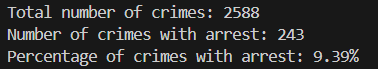 Total number of crimes: 2588
Number of crimes with arrest: 243
Percentage of crimes with arrest: 9.39%